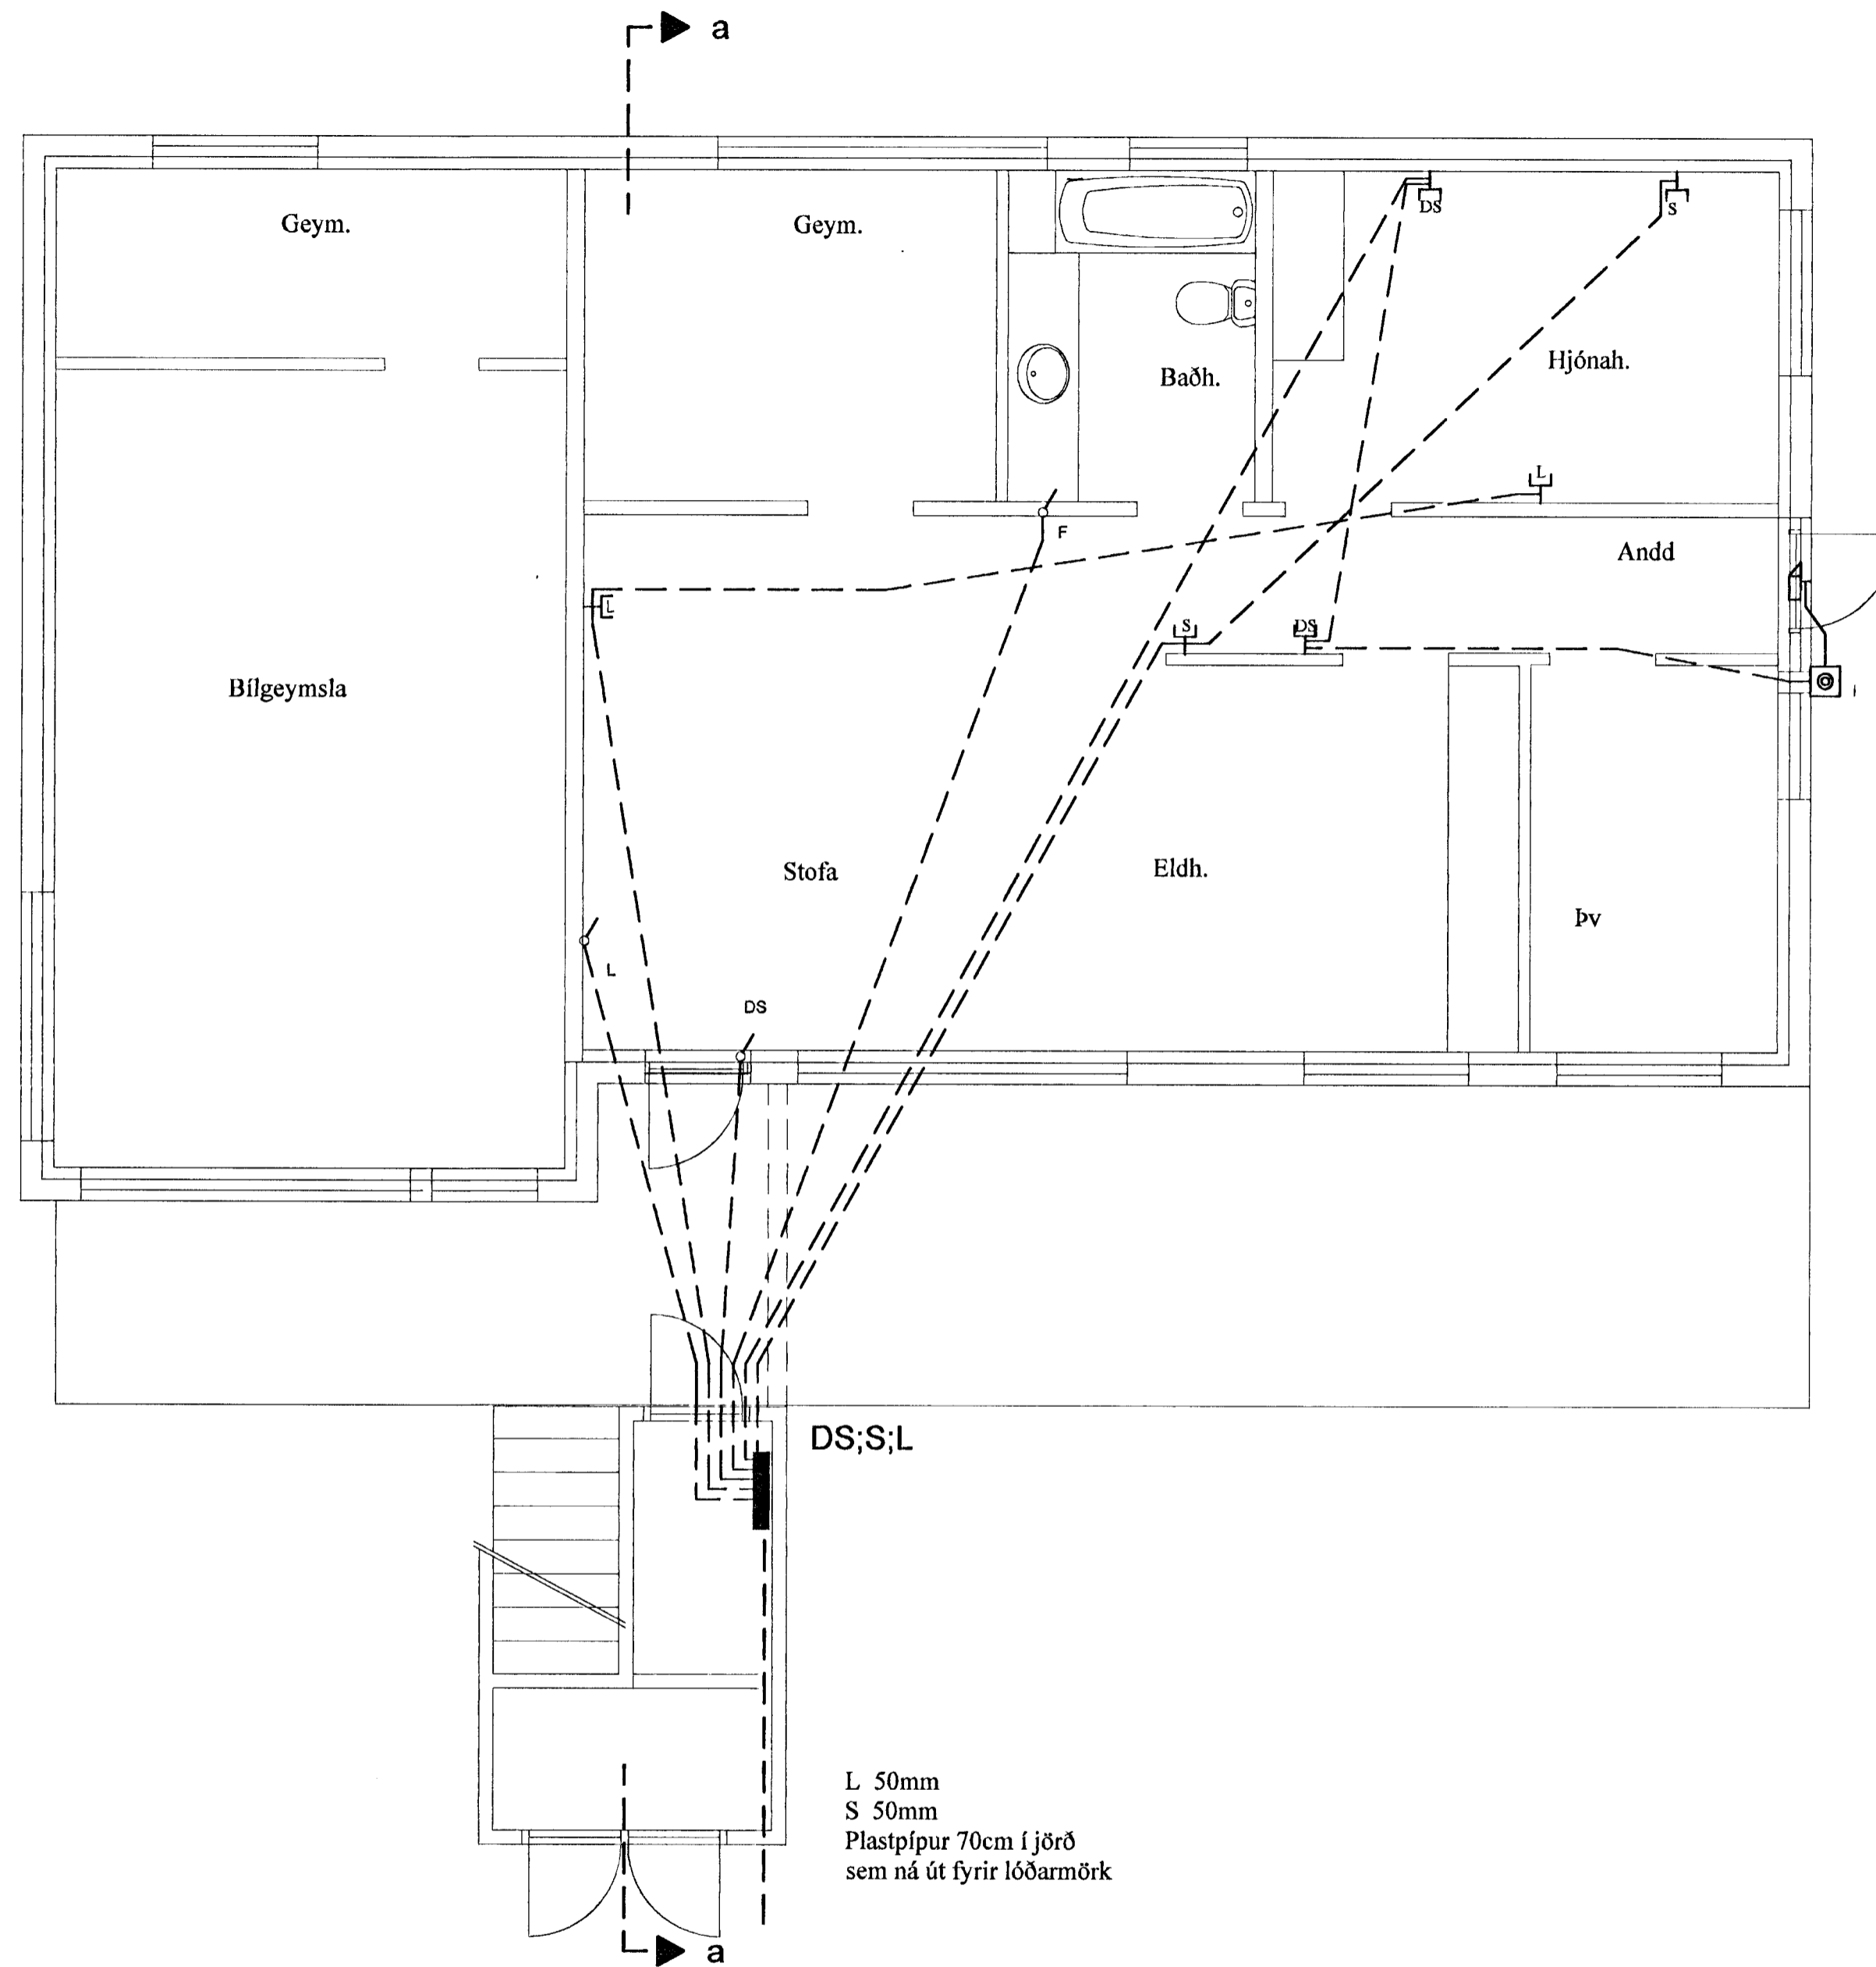 a
Geym.
Geym.
DS
S
Baðh.
Hjónah.
L
F
Andd
L
S
DS
Bílgeymsla
Stofa
Eldh.
Þv
L
DS
DS;S;L
L 50mm
S 50mm
Plastpípur 70cm í jörð
sem ná út fyrir lóðarmörk
a